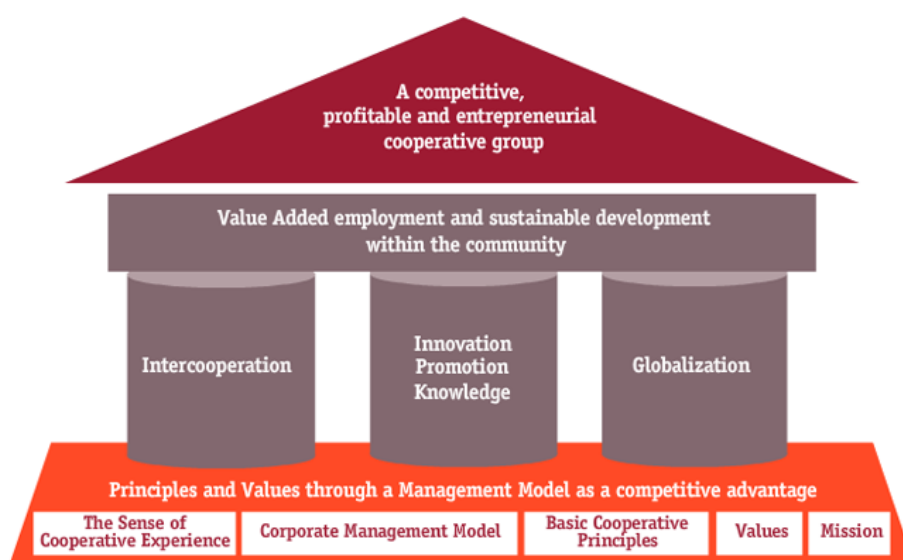 A competitive,
profitable and entrepreneurial
cooperative group
Value Added employment and sustainable development
within the community
Intercooperation
Innovation
Promotion
Knowledge
Globalization
Principles and Values through a Management Model as a competitive advantage
The Sense of
Cooperative Experience
Corporate Management Model
Basic Cooperative
Principles
Values
Mission